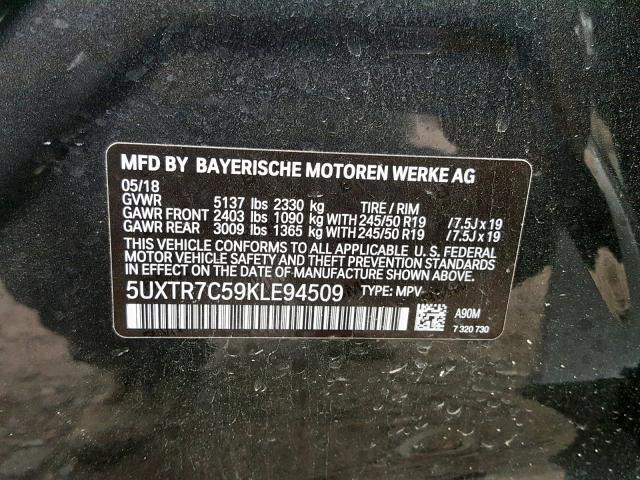 MFD BY BAYERISCHE MOTOREN WERKE AG
05/18
GVWR 5137 lbs 2330 kg TIRE / RIM
GAWR FRONT 2403 lbs 1090 kg WITH 245/50 R19 / 7.5J x 19
GAWR REAR 3009 lbs 1365 kg WITH 245/50 R19 / 7.5J x 19
THIS VEHICLE CONFORMS TO ALL APPLICABLE U. S. FEDERAL
MOTOR VEHICLE SAFETY AND THEFT PREVENTION STANDARDS
IN EFFECT ON THE DATE OF MANUFACTURE SHOWN ABOVE.
5UXTR7C59KLE94509 TYPE: MPV
A90M
7 320 730